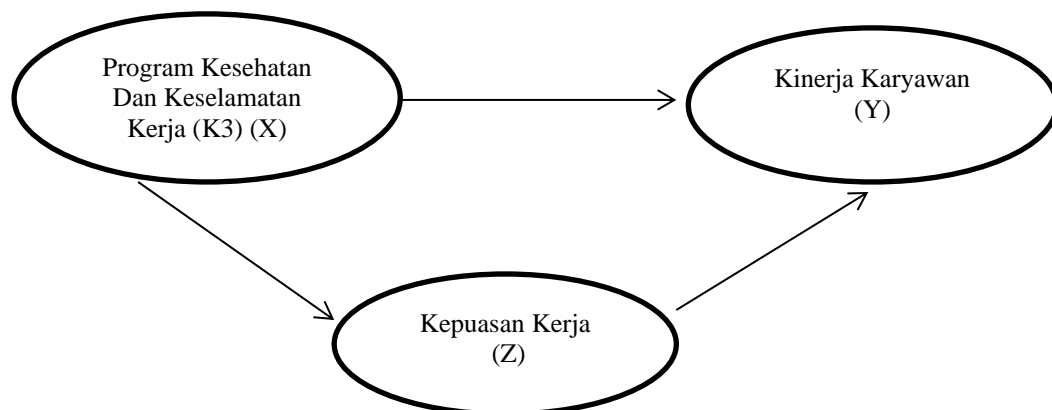 Program Kesehatan
Dan Keselamatan
Kerja (K3) (X)
Kinerja Karyawan
(Y)
Kepuasan Kerja
(Z)